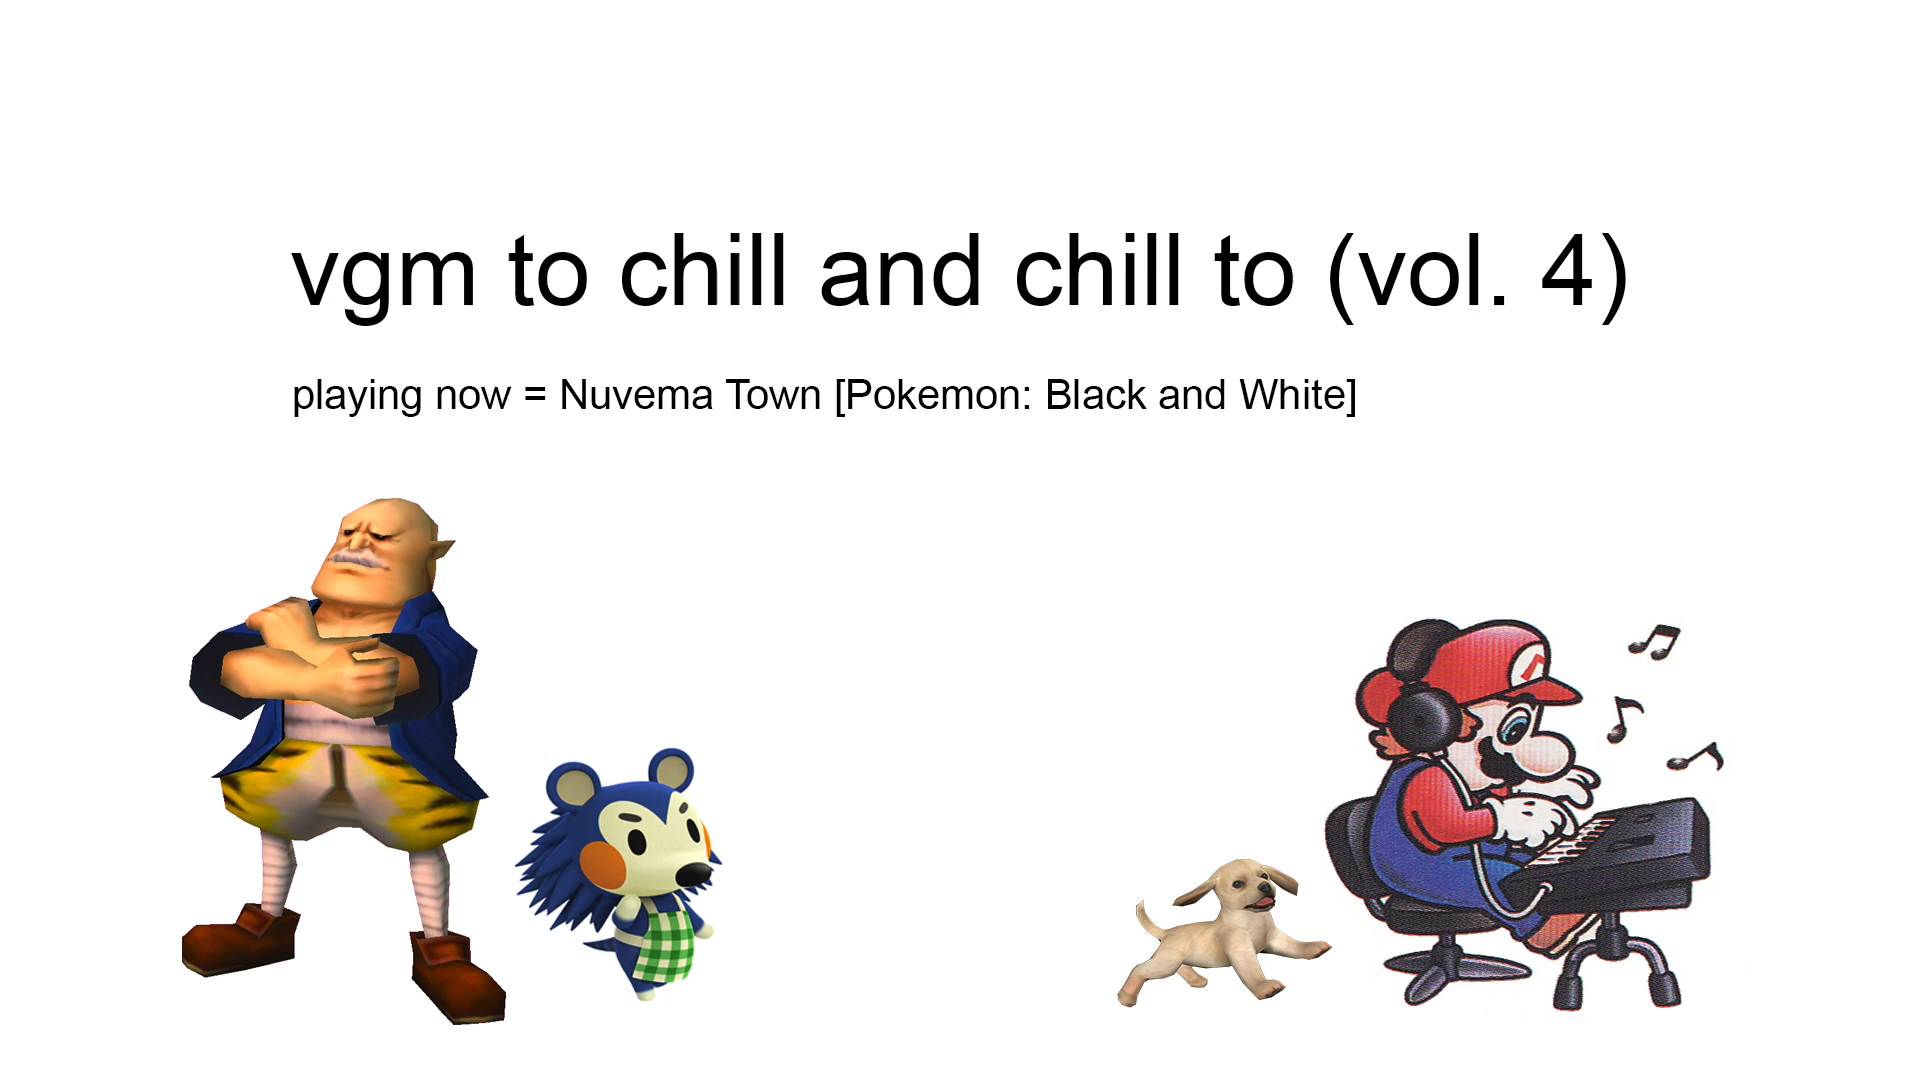 vgm to chill and chill to (vol. 4)
playing now = Nuvema Town [Pokemon: Black and White]